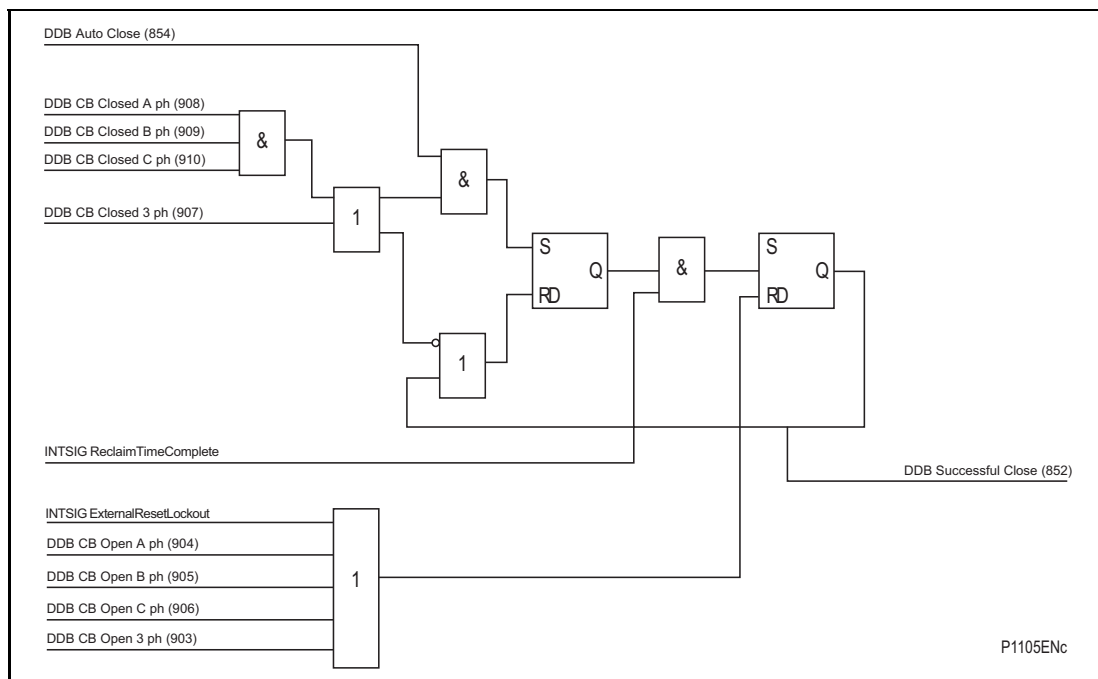 DDB Auto Close (854)
DDB CB Closed A ph (908)
DDB CB Closed B ph (909)
&
DDB CB Closed C ph (910)
&
DDB CB Closed 3 ph (907)
1
S
Q
RD
&
S
Q
RD
1
INTSIG ReclaimTimeComplete
DDB Successful Close (852)
INTSIG ExternalResetLockout
DDB CB Open A ph (904)
DDB CB Open B ph (905)
1
DDB CB Open C ph (906)
DDB CB Open 3 ph (903)
P1105ENc